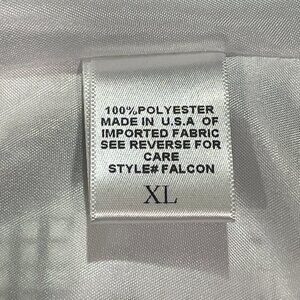 100%POLYESTER
MADE IN U.S.A OF
IMPORTED FABRIC
SEE REVERSE FOR
CARE
STYLE# FALCON
XL